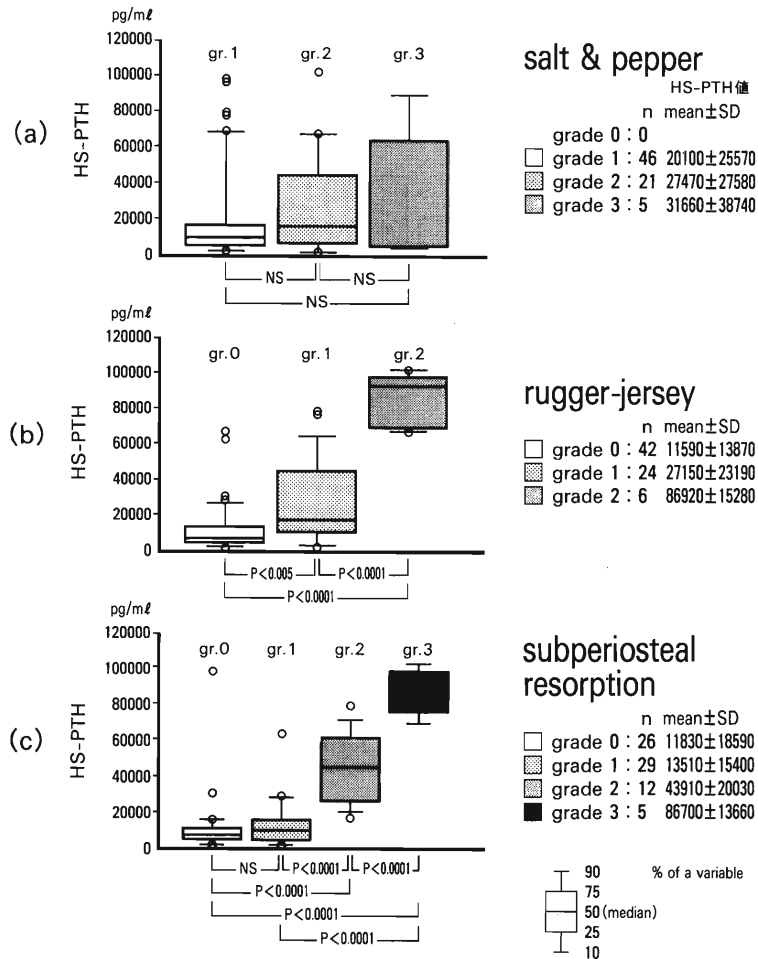 pg/mℓ
120000
100000
80000
60000
40000
20000
0
HS-PTH
(a)
gr.1
gr.2
gr.3
NS
NS
NS
salt & pepper
HS-PTH値
n mean±SD
grade 0 : 0
grade 1 : 46 20100±25570
grade 2 : 21 27470±27580
grade 3 : 5 31660±38740
pg/mℓ
120000
100000
80000
60000
40000
20000
0
HS-PTH
(b)
gr.0
gr.1
gr.2
P<0.005
P<0.0001
P<0.0001
rugger-jersey
n mean±SD
grade 0 : 42 11590±13870
grade 1 : 24 27150±23190
grade 2 : 6 86920±15280
pg/mℓ
120000
100000
80000
60000
40000
20000
0
HS-PTH
(c)
gr.0
gr.1
gr.2
gr.3
NS
P<0.0001
P<0.0001
P<0.0001
P<0.0001
P<0.0001
subperiosteal
resorption
n mean±SD
grade 0 : 26 11830±18590
grade 1 : 29 13510±15400
grade 2 : 12 43910±20030
grade 3 : 5 86700±13660
90 % of a variable
75
50 (median)
25
10